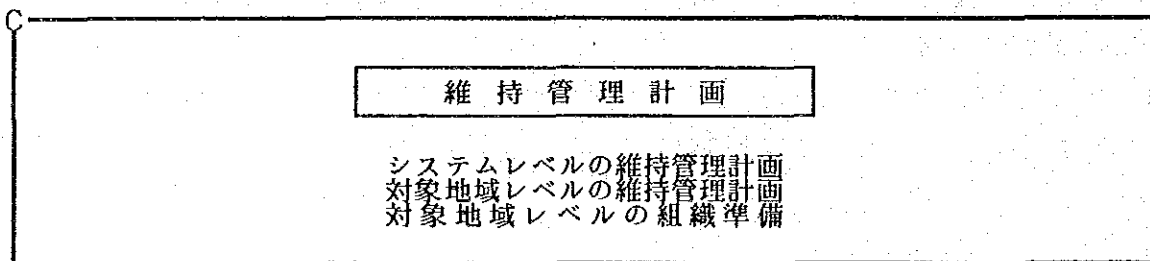 C
維持管理計画
システムレベルの維持管理計画
対象地域レベルの維持管理計画
対象地域レベルの組織準備